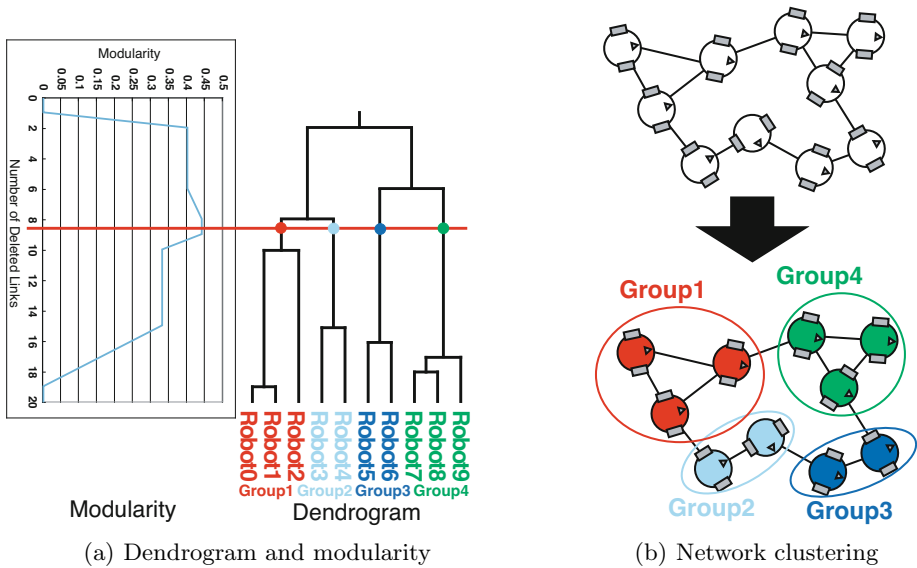 Modularity
0 0.05 0.1 0.15 0.2 0.25 0.3 0.35 0.4 0.45 0.5
0 2 4 6 8 10 12 14 16 18 20
Number of Deleted Links
Robot0 Robot1 Robot2 Robot3 Robot4 Robot5 Robot6 Robot7 Robot8 Robot9
Group1 Group2 Group3 Group4
Modularity
Dendrogram
(a) Dendrogram and modularity
Group1
Group4
Group2
Group3
(b) Network clustering